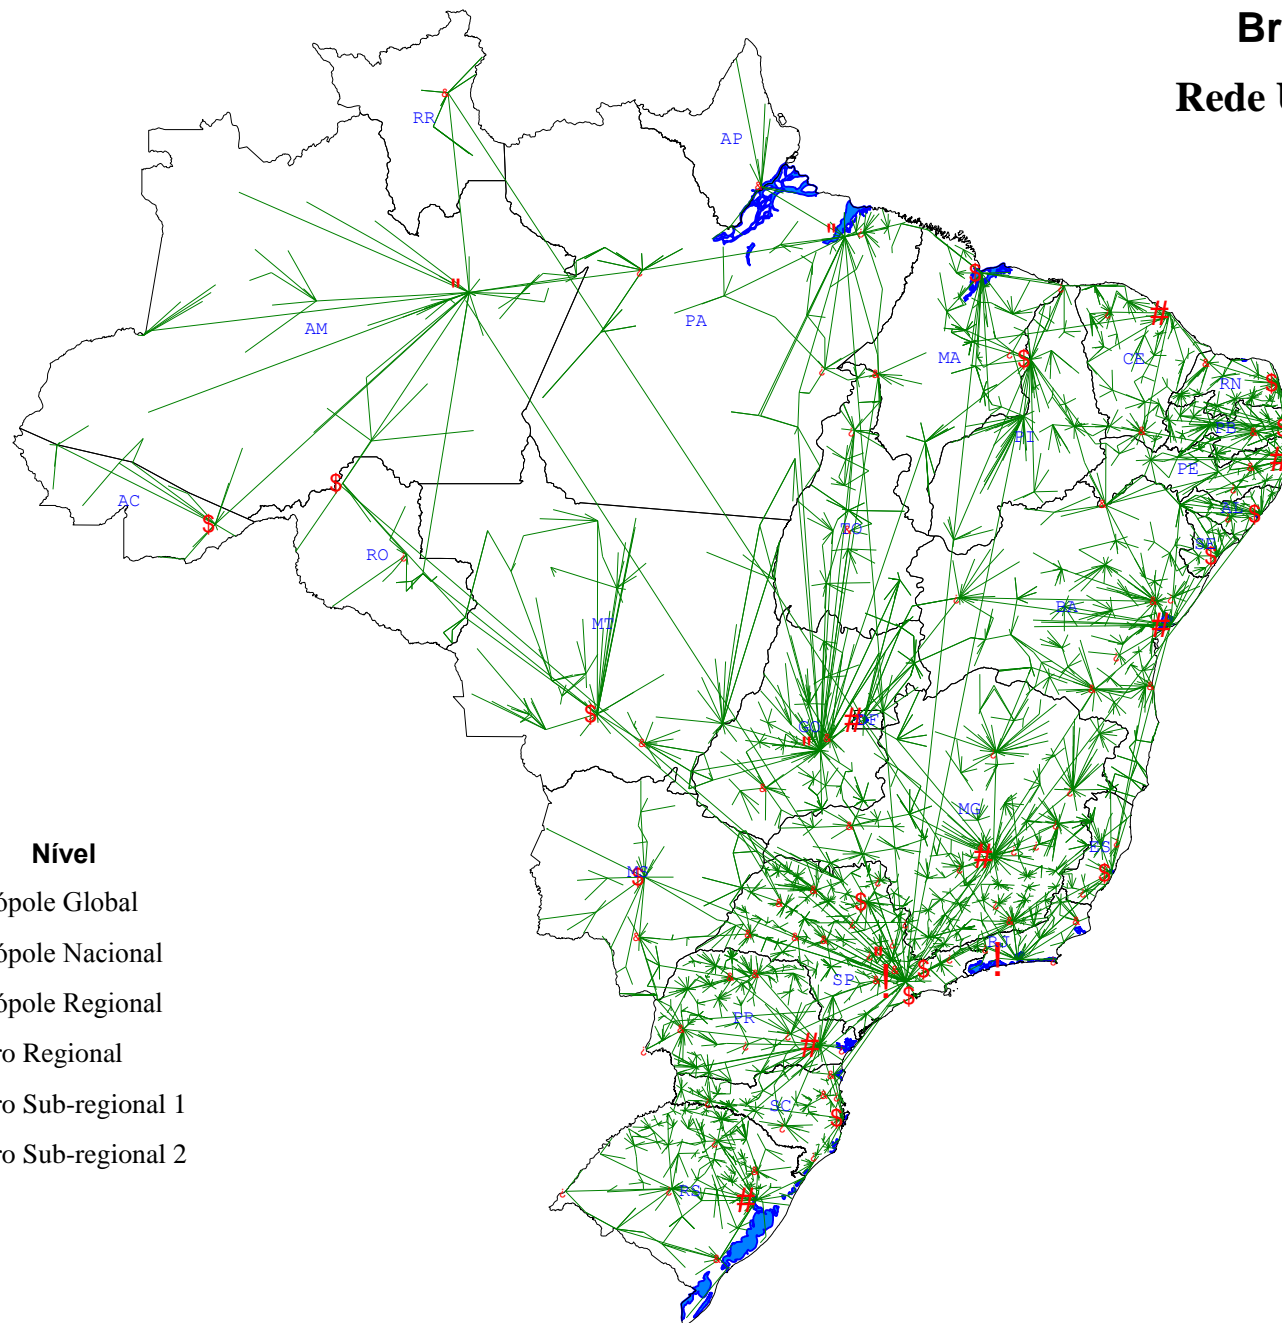 Br
Rede U
RR
AP
AM
PA
MA
CE
RN
PB
PI
PE
AC
AL
TO
SE
RO
BA
MT
GO
DF
MG
Nível
ES
MS
ópole Global
RJ
ópole Nacional
SP
ópole Regional
PR
ro Regional
ro Sub-regional 1
SC
ro Sub-regional 2
RS